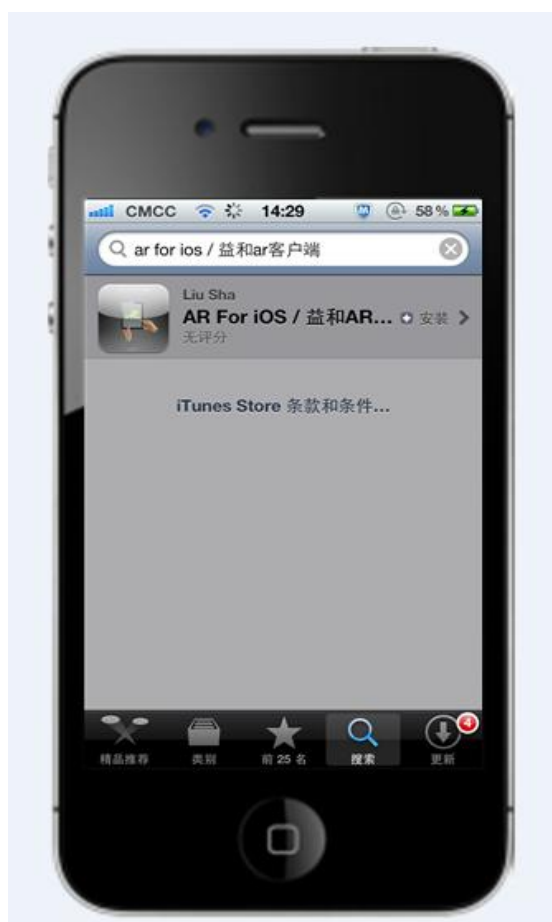 CMCC 14:29 58%
ar for ios / 益和ar客户端
Liu Sha
AR For iOS / 益和AR... 安装
无评分
iTunes Store 条款和条件...
4
精品推荐 类别 前 25 名 搜索 更新